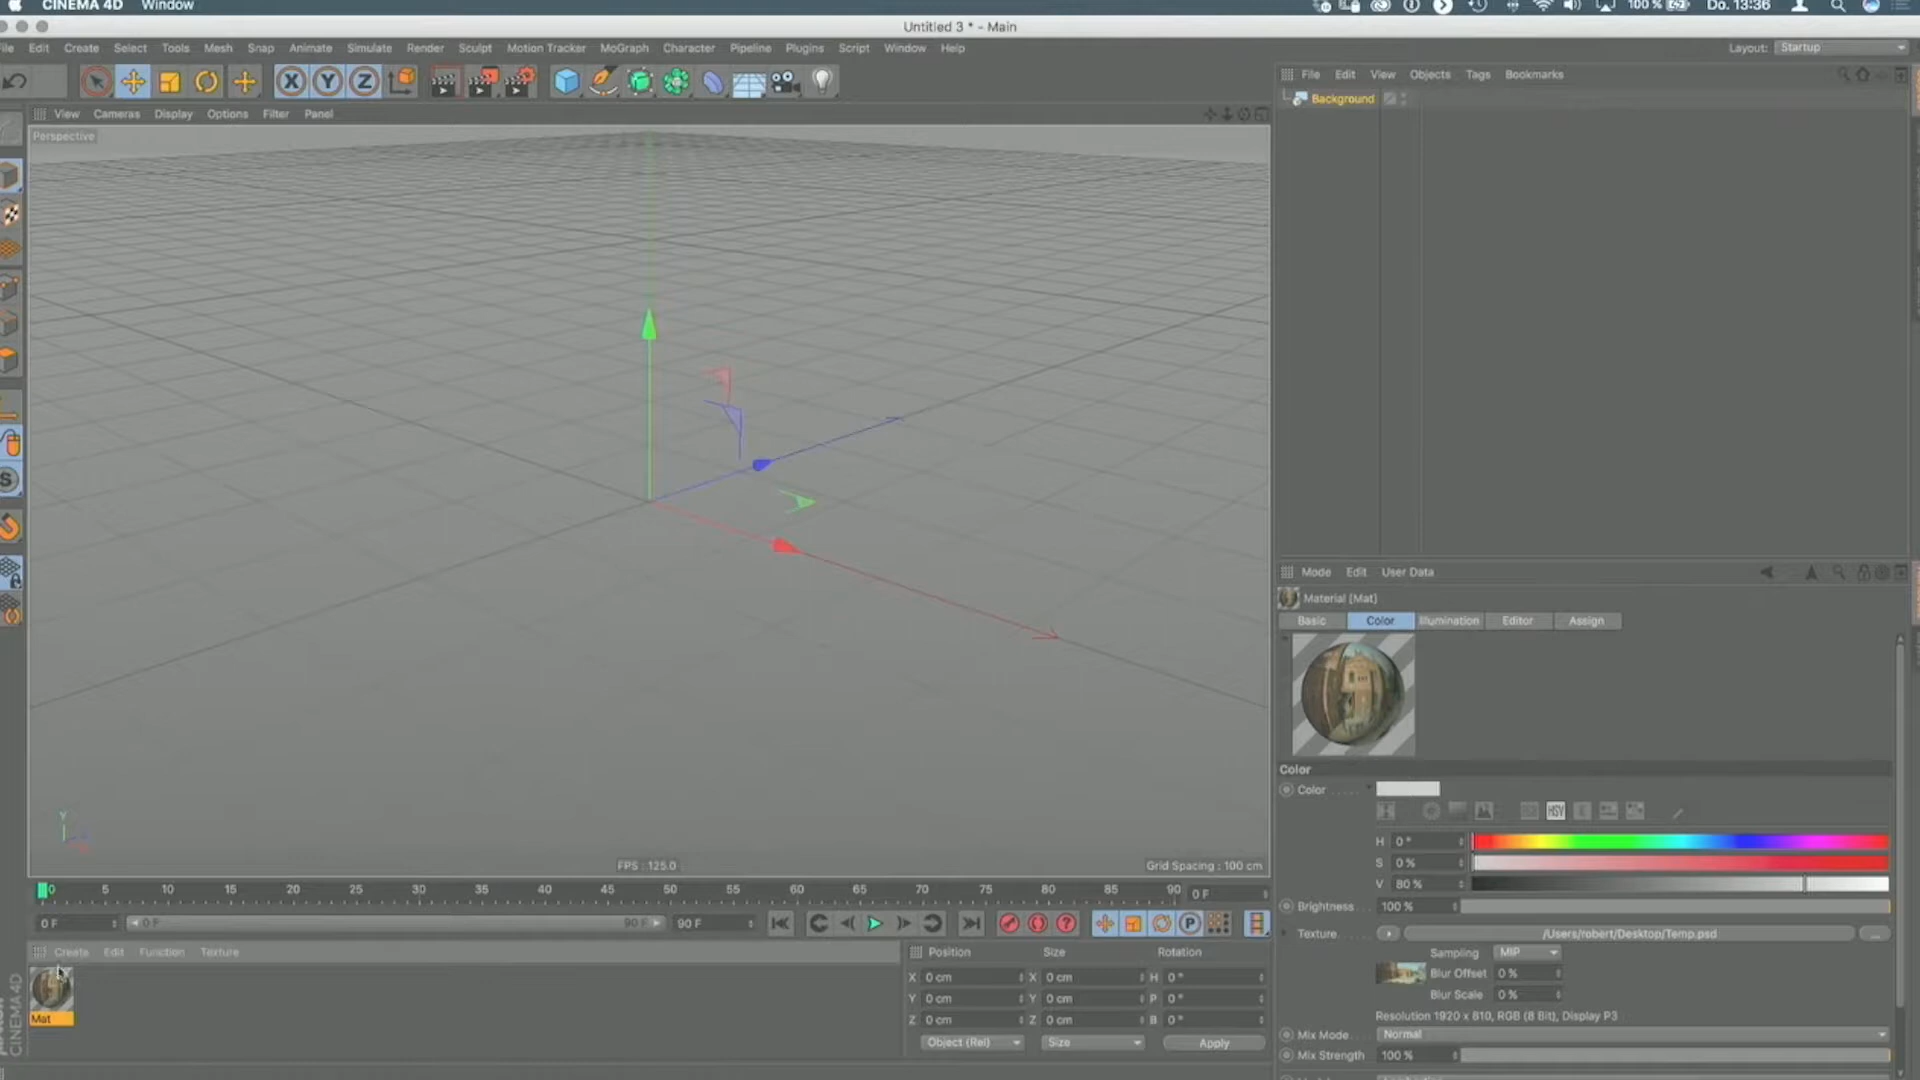 CINEMA 4D Window 100 % Do. 13:36
Untitled 3 * - Main
File Edit Create Select Tools Mesh Snap Animate Simulate Render Sculpt Motion Tracker MoGraph Character Pipeline Plugins Script Window Help Layout: Startup
X Y Z
File Edit View Objects Tags Bookmarks
Background
View Cameras Display Options Filter Panel
Perspective
Y
FPS : 125.0 Grid Spacing : 100 cm
Mode Edit User Data
Material [Mat]
Basic Color Illumination Editor Assign
Color
Color
HSV
H 0 °
S 0 %
V 80 %
Brightness 100 %
Texture /Users/robert/Desktop/Temp.psd ...
Sampling MIP
Blur Offset 0 %
Blur Scale 0 %
Resolution 1920 x 810, RGB (8 Bit), Display P3
Mix Mode Normal
Mix Strength 100 %
0 5 10 15 20 25 30 35 40 45 50 55 60 65 70 75 80 85 90 0 F
0 F 0 F 90 F 90 F
Create Edit Function Texture
Mat
Position Size Rotation
X 0 cm X 0 cm H 0 °
Y 0 cm Y 0 cm P 0 °
Z 0 cm Z 0 cm B 0 °
Object (Rel) Size Apply
CINEMA 4D